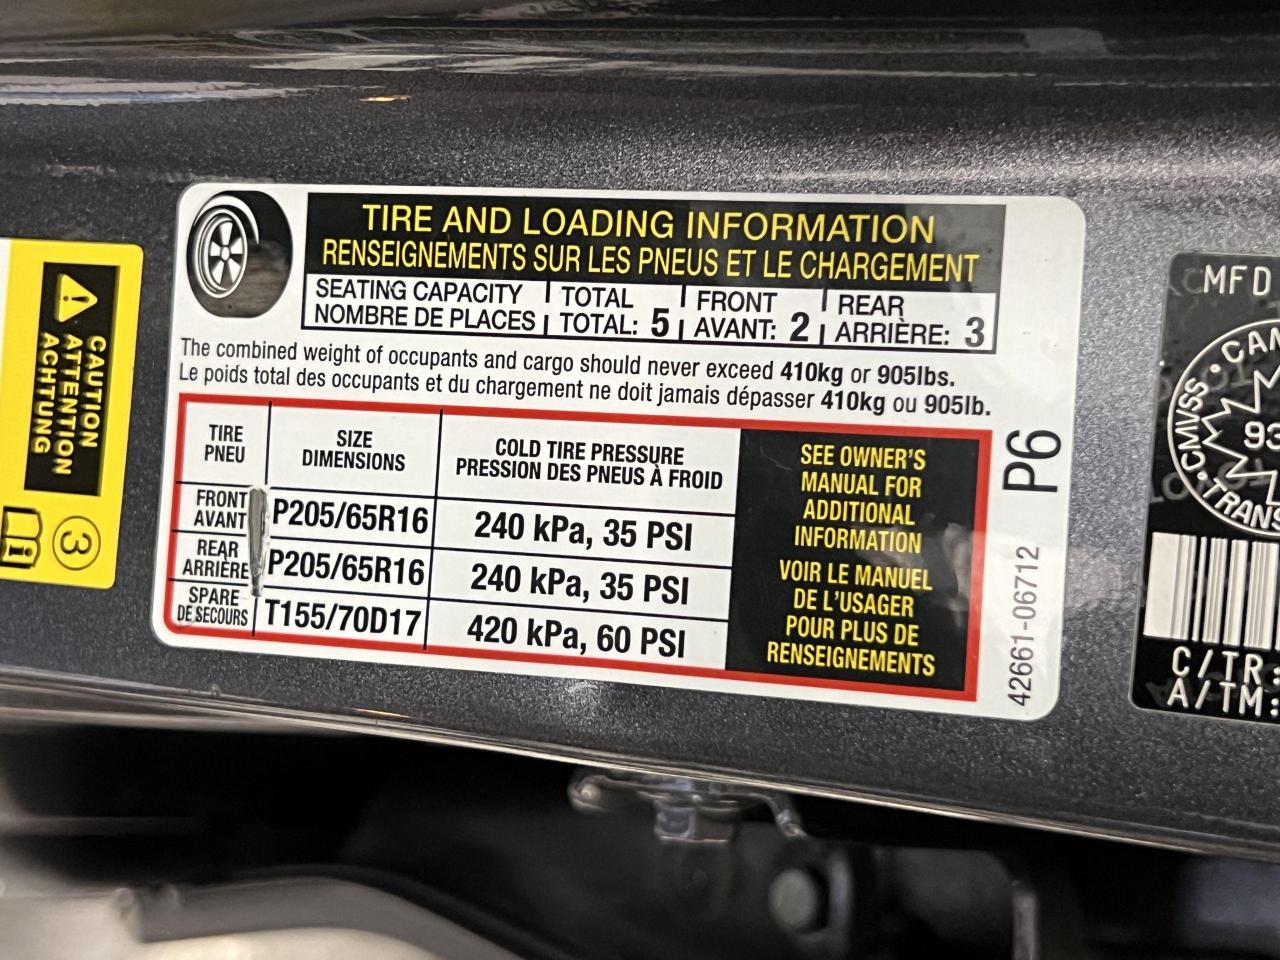 TIRE AND LOADING INFORMATION
RENSEIGNEMENTS SUR LES PNEUS ET LE CHARGEMENT
SEATING CAPACITY TOTAL FRONT REAR
NOMBRE DE PLACES TOTAL: 5 AVANT: 2 ARRIÈRE: 3
The combined weight of occupants and cargo should never exceed 410kg or 905lbs.
Le poids total des occupants et du chargement ne doit jamais dépasser 410kg ou 905lb.
TIRE SIZE COLD TIRE PRESSURE
PNEU DIMENSIONS PRESSION DES PNEUS À FROID
FRONT
AVANT P205/65R16 240 kPa, 35 PSI
REAR
ARRIÈRE P205/65R16 240 kPa, 35 PSI
SPARE
DE SECOURS T155/70D17 420 kPa, 60 PSI
SEE OWNER'S
MANUAL FOR
ADDITIONAL
INFORMATION
VOIR LE MANUEL
DE L'USAGER
POUR PLUS DE
RENSEIGNEMENTS
P6
42661-06712
CAUTION
ATTENTION
ACHTUNG
3
MFD
CMVSS
TRANS
C/TR:
A/TM: